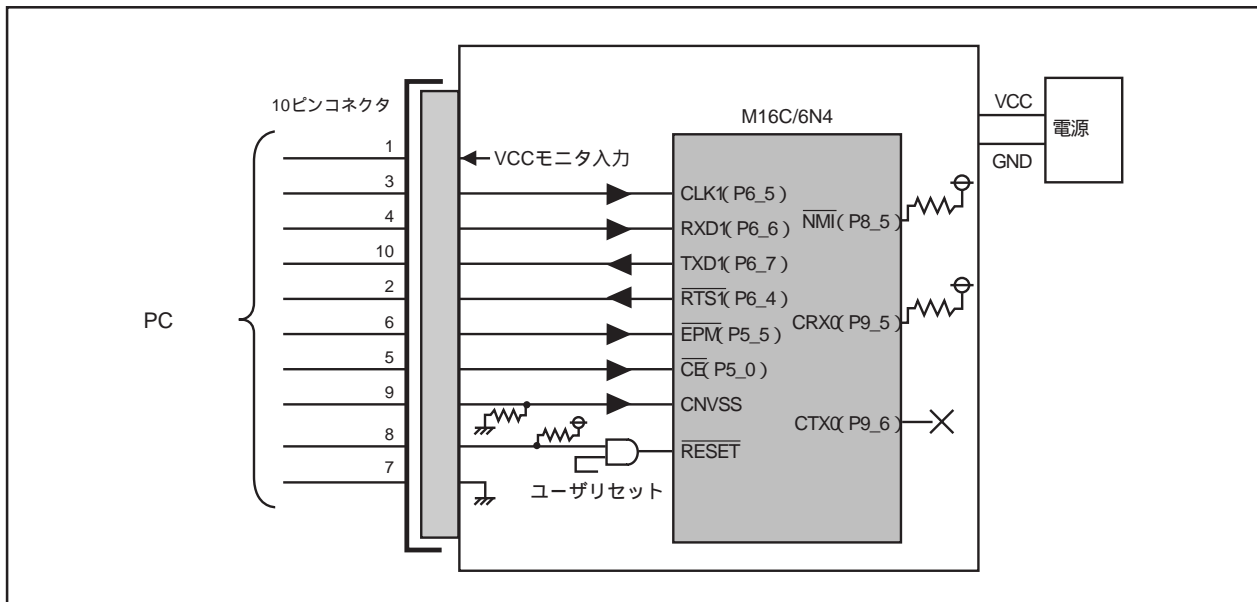 10ピンコネクタ
PC
1
3
4
10
2
6
5
9
8
7
VCCモニタ入力
ユーザリセット
M16C/6N4
CLK1(P6_5)
RXD1(P6_6)
TXD1(P6_7)
RTS1(P6_4)
EPM(P5_5)
CE(P5_0)
CNVSS
RESET
NMI(P8_5)
CRX0(P9_5)
CTX0(P9_6)
VCC
GND
電源